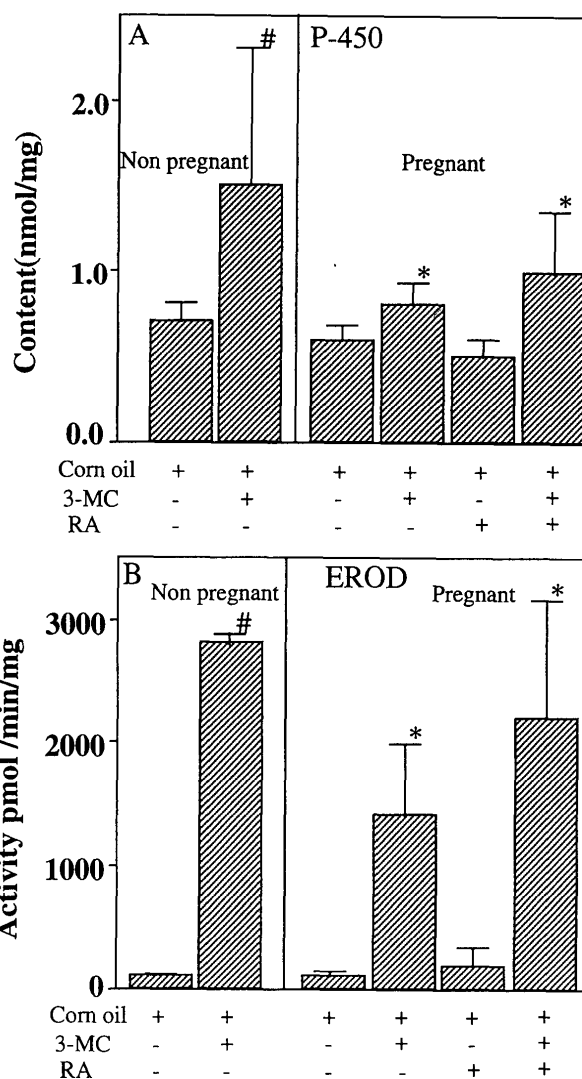 A P-450
#
2.0
Non pregnant Pregnant
*
*
1.0
0.0
Content(nmol/mg)
Corn oil + + + + + +
3-MC - + - + - +
RA - - - - + +
B EROD
Non pregnant Pregnant *
3000 #
*
2000
1000
0
Activity pmol /min/mg
Corn oil + + + + + +
3-MC - + - + - +
RA - - - - + +